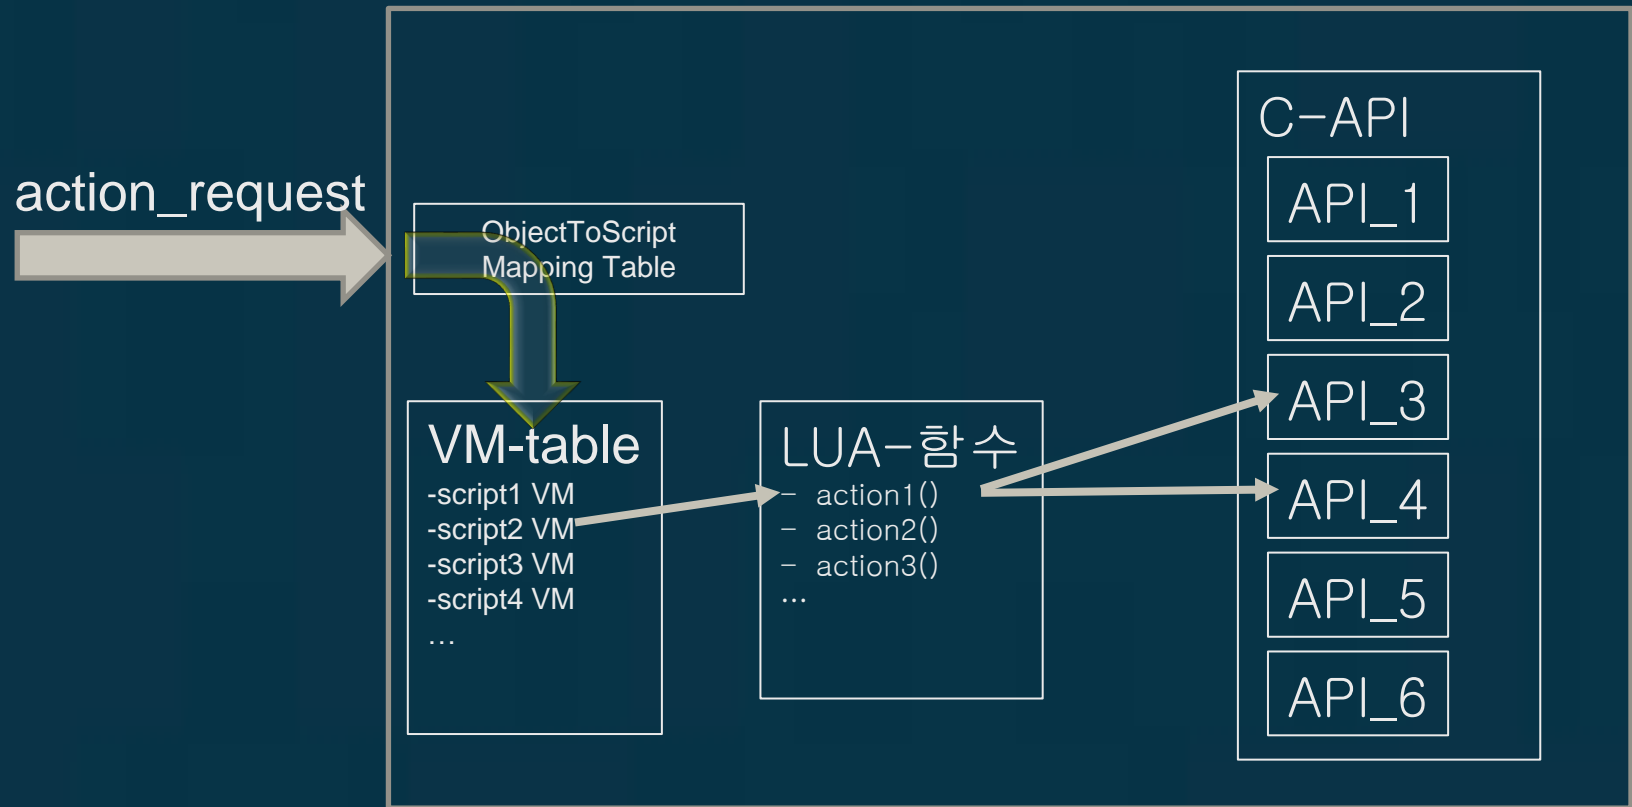 action_request
ObjectToScript
Mapping Table
VM-table
-script1 VM
-script2 VM
-script3 VM
-script4 VM
...
LUA-함수
- action1()
- action2()
- action3()
...
C-API
API_1
API_2
API_3
API_4
API_5
API_6